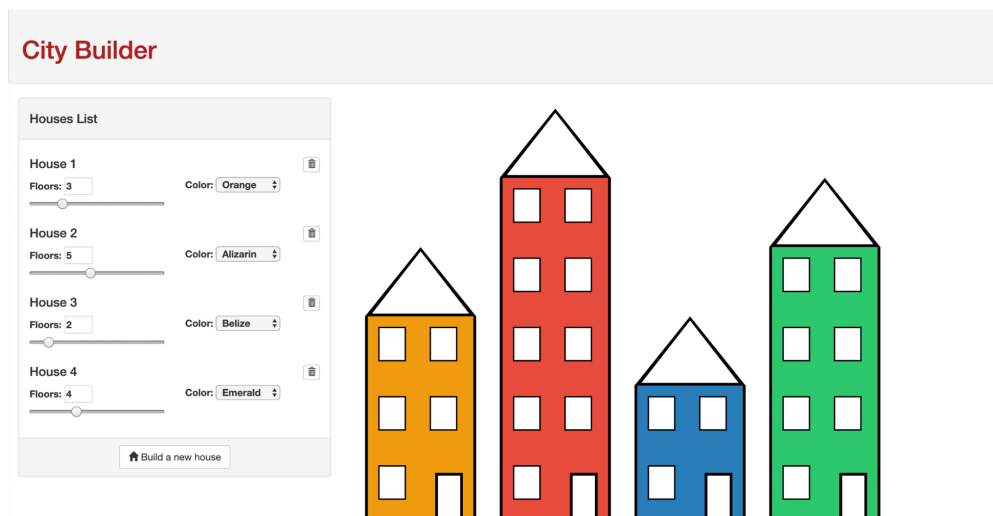 City Builder
Houses List
House 1
Floors: 3 Color: Orange
House 2
Floors: 5 Color: Alizarin
House 3
Floors: 2 Color: Belize
House 4
Floors: 4 Color: Emerald
Build a new house